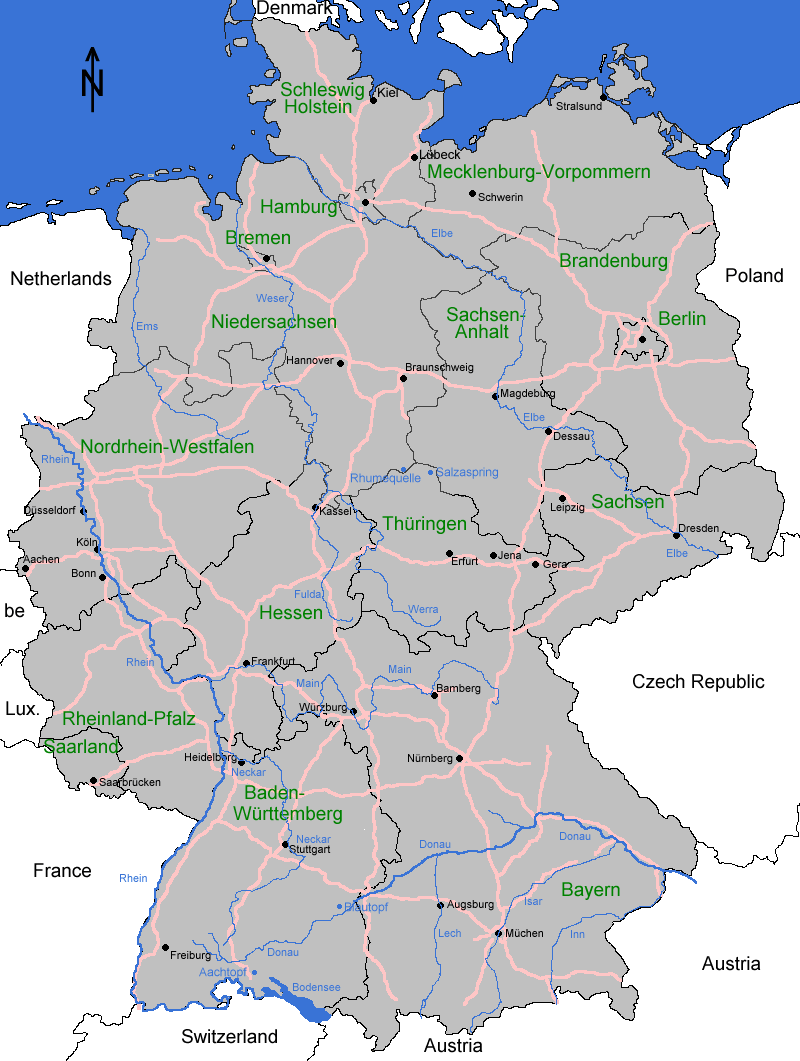 Denmark
N
Schleswig
Holstein
Kiel
Stralsund
Lübeck
Mecklenburg-Vorpommern
Schwerin
Hamburg
Elbe
Bremen
Brandenburg
Netherlands
Poland
Weser
Ems
Niedersachsen
Sachsen-
Anhalt
Berlin
Hannover
Braunschweig
Magdeburg
Elbe
Dessau
Nordrhein-Westfalen
Rhein
Rhumequelle
Salzaspring
Sachsen
Leipzig
Düsseldorf
Kassel
Thüringen
Dresden
Köln
Elbe
Aachen
Erfurt
Jena
Gera
Bonn
Fulda
be
Hessen
Werra
Rhein
Frankfurt
Main
Main
Czech Republic
Bamberg
Lux.
Würzburg
Rheinland-Pfalz
Saarland
Heidelberg
Nürnberg
Neckar
Saarbrücken
Baden-
Württemberg
Neckar
Stuttgart
Donau
Donau
France
Rhein
Bayern
Blautopf
Augsburg
Isar
Lech
Müchen
Inn
Freiburg
Donau
Aachtopf
Austria
Bodensee
Switzerland
Austria